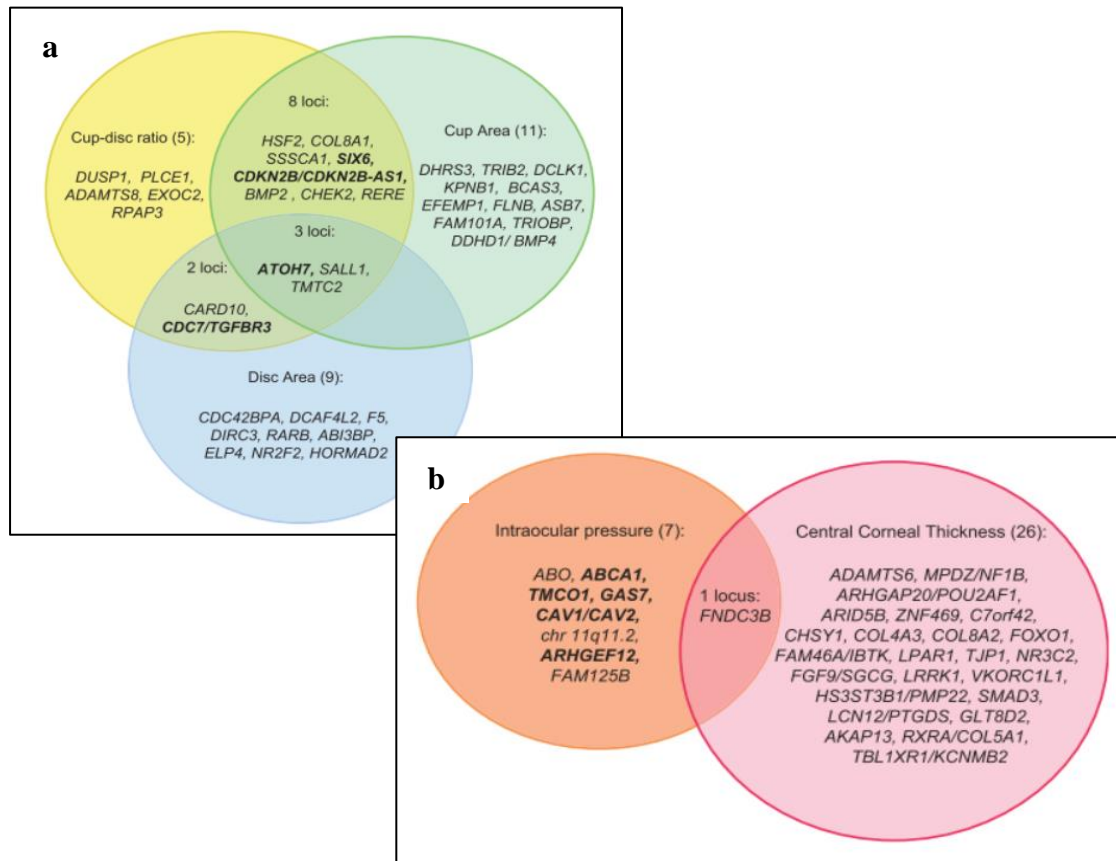 a
8 loci:
HSF2, COL8A1,
SSSCA1, SIX6,
CDKN2B/CDKN2B-AS1,
BMP2 , CHEK2, RERE
Cup-disc ratio (5):
DUSP1, PLCE1,
ADAMTS8, EXOC2,
RPAP3
Cup Area (11):
DHRS3, TRIB2, DCLK1,
KPNB1, BCAS3,
EFEMP1, FLNB, ASB7,
FAM101A, TRIOBP,
DDHD1/ BMP4
3 loci:
ATOH7, SALL1,
TMTC2
2 loci:
CARD10,
CDC7/TGFBR3
Disc Area (9):
CDC42BPA, DCAF4L2, F5,
DIRC3, RARB, ABI3BP,
ELP4, NR2F2, HORMAD2
b
Intraocular pressure (7):
ABO, ABCA1,
TMCO1, GAS7,
CAV1/CAV2,
chr 11q11.2,
ARHGEF12,
FAM125B
1 locus:
FNDC3B
Central Corneal Thickness (26):
ADAMTS6, MPDZ/NF1B,
ARHGAP20/POU2AF1,
ARID5B, ZNF469, C7orf42,
CHSY1, COL4A3, COL8A2, FOXO1,
FAM46A/IBTK, LPAR1, TJP1, NR3C2,
FGF9/SGCG, LRRK1, VKORC1L1,
HS3ST3B1/PMP22, SMAD3,
LCN12/PTGDS, GLT8D2,
AKAP13, RXRA/COL5A1,
TBL1XR1/KCNMB2